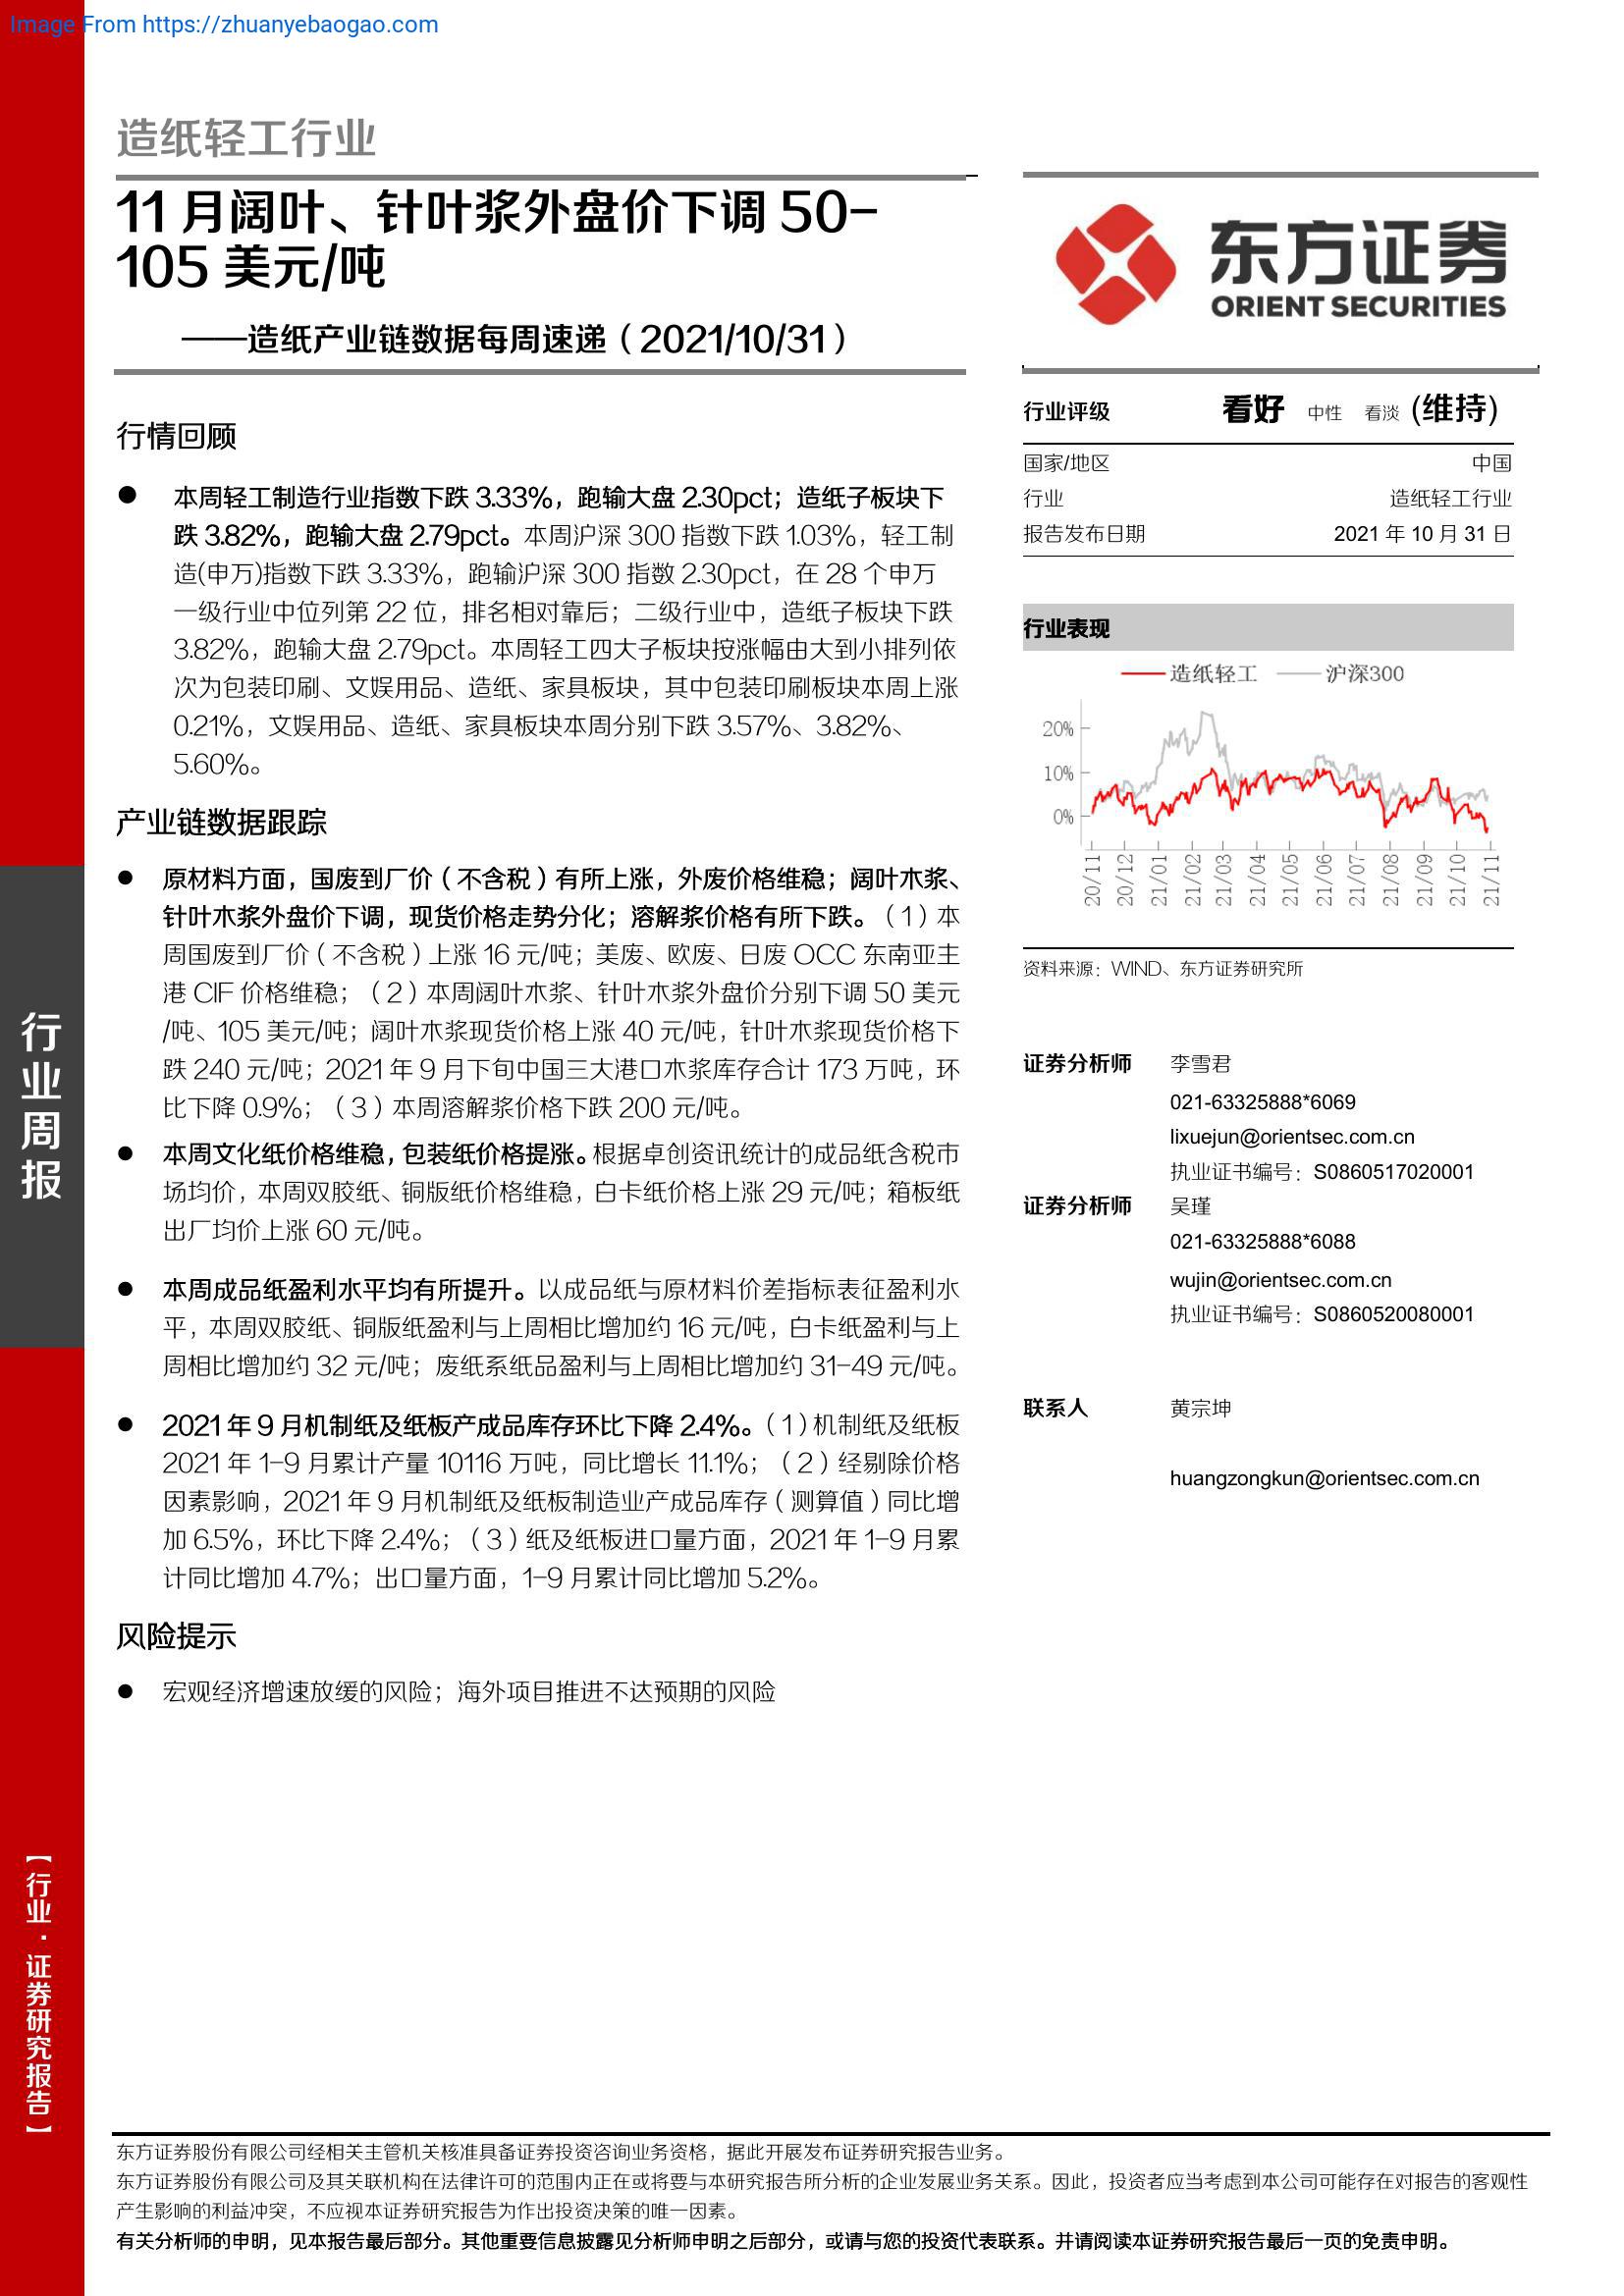 Image From https://zhuanyebaogao.com
造纸轻工行业
11 月阔叶、针叶浆外盘价下调 50-
105 美元/吨
——造纸产业链数据每周速递（2021/10/31）
行情回顾
● 本周轻工制造行业指数下跌 3.33%，跑输大盘 2.30pct；造纸子板块下
跌 3.82%，跑输大盘 2.79pct。本周沪深 300 指数下跌 1.03%，轻工制
造(申万)指数下跌 3.33%，跑输沪深 300 指数 2.30pct，在 28 个申万
一级行业中位列第 22 位，排名相对靠后；二级行业中，造纸子板块下跌
3.82%，跑输大盘 2.79pct。本周轻工四大子板块按涨幅由大到小排列依
次为包装印刷、文娱用品、造纸、家具板块，其中包装印刷板块本周上涨
0.21%，文娱用品、造纸、家具板块本周分别下跌 3.57%、3.82%、
5.60%。
产业链数据跟踪
● 原材料方面，国废到厂价（不含税）有所上涨，外废价格维稳；阔叶木浆、
针叶木浆外盘价下调，现货价格走势分化；溶解浆价格有所下跌。（1）本
周国废到厂价（不含税）上涨 16 元/吨；美废、欧废、日废 OCC 东南亚主
港 CIF 价格维稳；（2）本周阔叶木浆、针叶木浆外盘价分别下调 50 美元
/吨、105 美元/吨；阔叶木浆现货价格上涨 40 元/吨，针叶木浆现货价格下
跌 240 元/吨；2021 年 9 月下旬中国三大港口木浆库存合计 173 万吨，环
比下降 0.9%；（3）本周溶解浆价格下跌 200 元/吨。
● 本周文化纸价格维稳，包装纸价格提涨。根据卓创资讯统计的成品纸含税市
场均价，本周双胶纸、铜版纸价格维稳，白卡纸价格上涨 29 元/吨；箱板纸
出厂均价上涨 60 元/吨。
● 本周成品纸盈利水平均有所提升。以成品纸与原材料价差指标表征盈利水
平，本周双胶纸、铜版纸盈利与上周相比增加约 16 元/吨，白卡纸盈利与上
周相比增加约 32 元/吨；废纸系纸品盈利与上周相比增加约 31-49 元/吨。
● 2021 年 9 月机制纸及纸板产成品库存环比下降 2.4%。（1）机制纸及纸板
2021 年 1-9 月累计产量 10116 万吨，同比增长 11.1%；（2）经剔除价格
因素影响，2021 年 9 月机制纸及纸板制造业产成品库存（测算值）同比增
加 6.5%，环比下降 2.4%；（3）纸及纸板进口量方面，2021 年 1-9 月累
计同比增加 4.7%；出口量方面，1-9 月累计同比增加 5.2%。
风险提示
● 宏观经济增速放缓的风险；海外项目推进不达预期的风险
东方证券
ORIENT SECURITIES
行业评级 看好 中性 看淡 (维持)
国家/地区 中国
行业 造纸轻工行业
报告发布日期 2021 年 10 月 31 日
行业表现
造纸轻工 沪深300
20%
10%
0%
20/11 20/12 21/01 21/02 21/03 21/04 21/05 21/06 21/07 21/08 21/09 21/10 21/11
资料来源：WIND、东方证券研究所
证券分析师 李雪君
021-63325888*6069
lixuejun@orientsec.com.cn
执业证书编号：S0860517020001
证券分析师 吴瑾
021-63325888*6088
wujin@orientsec.com.cn
执业证书编号：S0860520080001
联系人 黄宗坤
huangzongkun@orientsec.com.cn
行业周报
【行业·证券研究报告】
东方证券股份有限公司经相关主管机关核准具备证券投资咨询业务资格，据此开展发布证券研究报告业务。
东方证券股份有限公司及其关联机构在法律许可的范围内正在或将要与本研究报告所分析的企业发展业务关系。因此，投资者应当考虑到本公司可能存在对报告的客观性
产生影响的利益冲突，不应视本证券研究报告为作出投资决策的唯一因素。
有关分析师的申明，见本报告最后部分。其他重要信息披露见分析师申明之后部分，或请与您的投资代表联系。并请阅读本证券研究报告最后一页的免责申明。